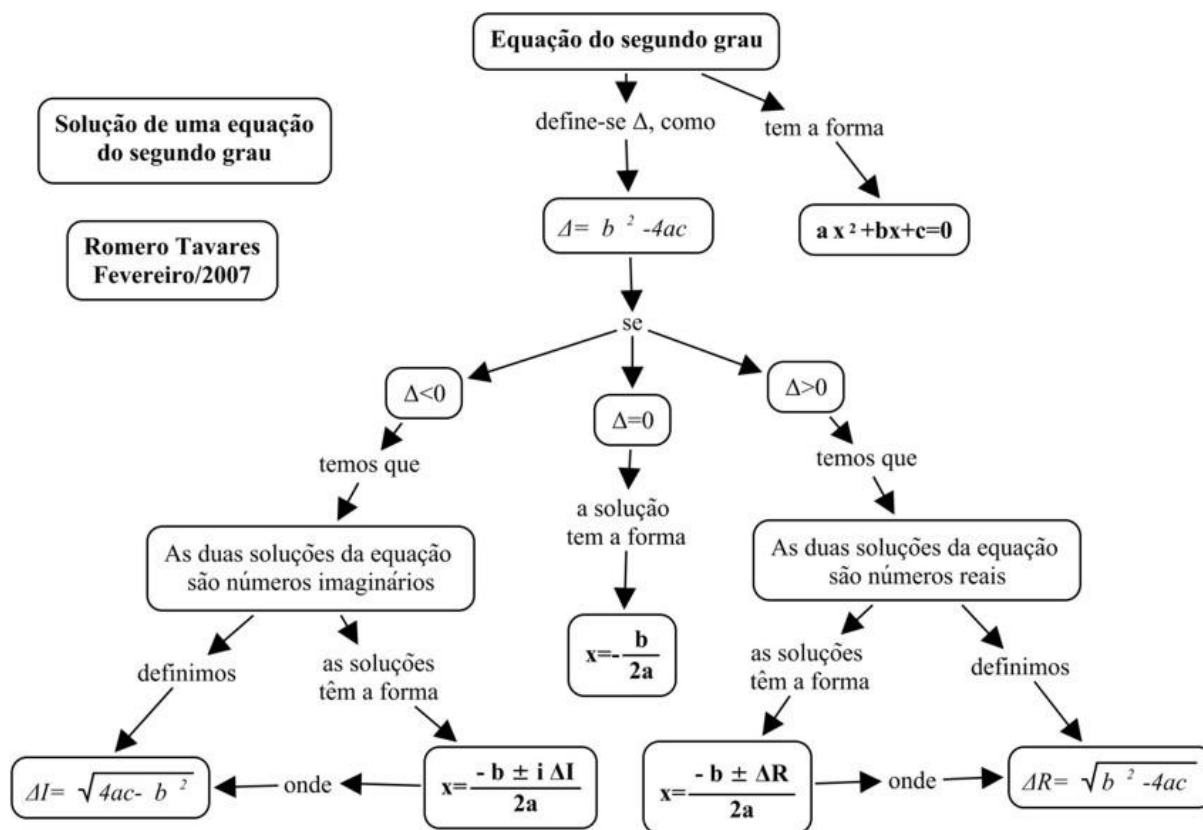 Equação do segundo grau
Solução de uma equação
do segundo grau
Romero Tavares
Fevereiro/2007
define-se Δ, como
tem a forma
Δ= b ² -4ac
a x ² +bx+c=0
se
Δ<0
Δ=0
Δ>0
temos que
a solução
tem a forma
temos que
As duas soluções da equação
são números imaginários
As duas soluções da equação
são números reais
x=-b/2a
definimos
as soluções
têm a forma
as soluções
têm a forma
definimos
ΔI= √4ac- b ²
onde
x=- b ± i ΔI/2a
x=- b ± ΔR/2a
onde
ΔR= √b ² -4ac